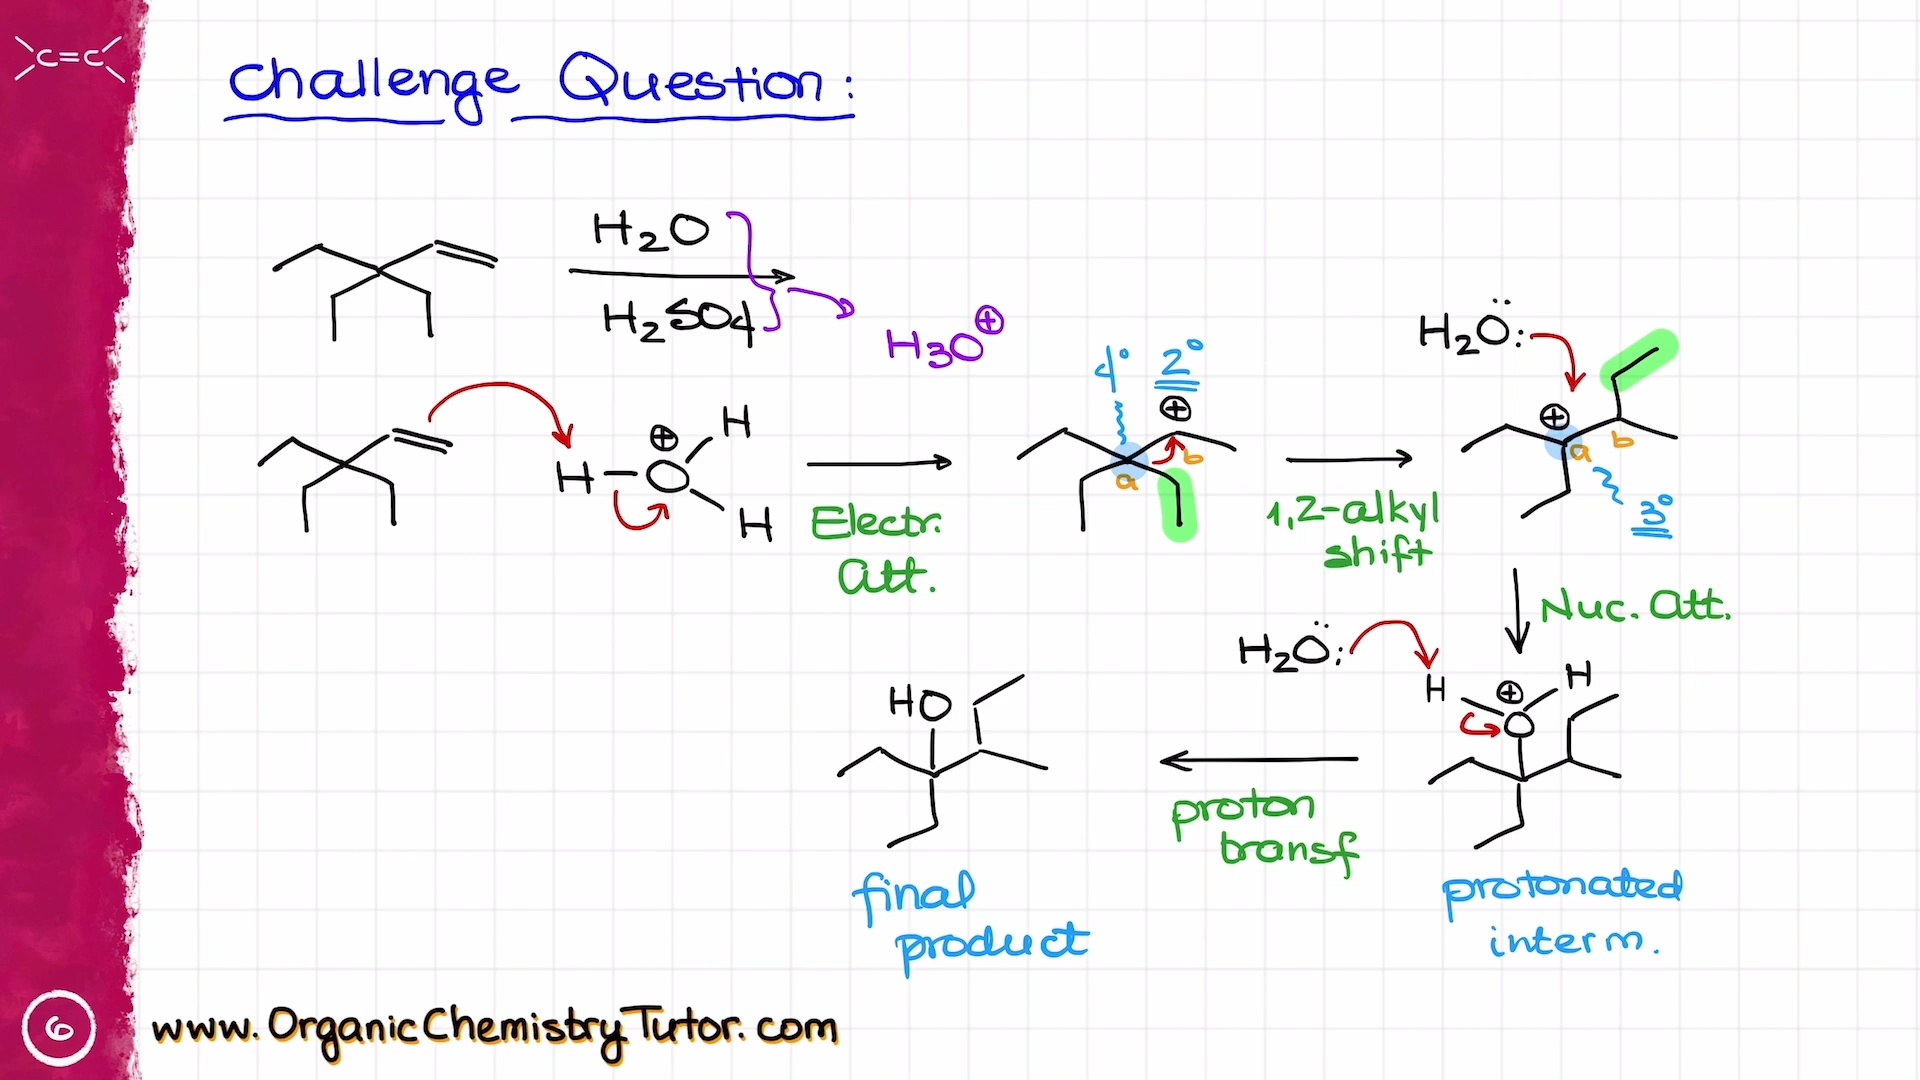 C=C
Challenge Question:
H₂O
H₂SO₄
H₃O⊕
H–O⊕
H
H
Electr.
Att.
4° 2°
⊕
a b
1,2-alkyl
shift
H₂O:
⊕
a b
3°
Nuc. Att.
H₂O:
H ⊕ H
O
protonated
interm.
proton
transf
HO
final
product
6
www.OrganicChemistryTutor.com